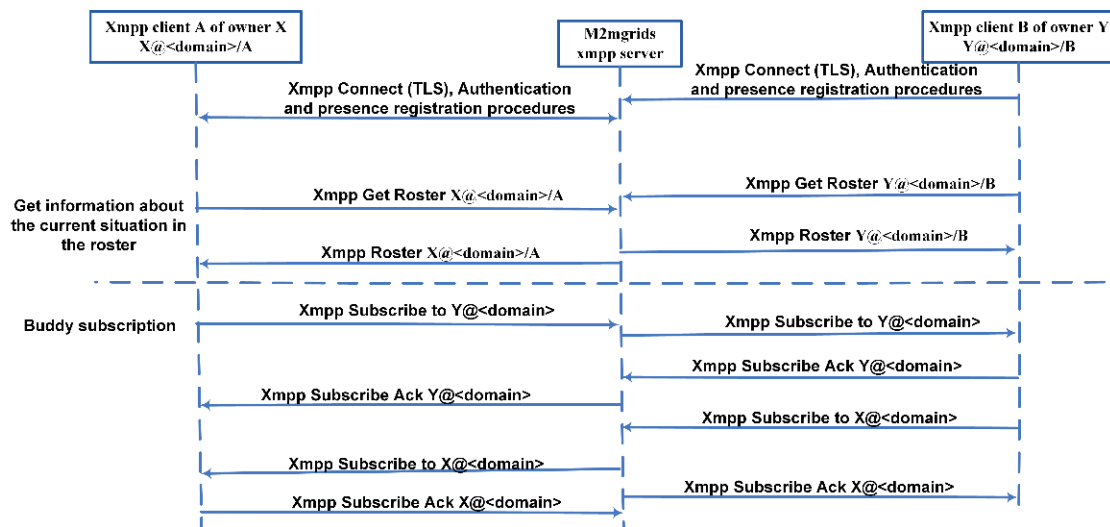 Xmpp client A of owner X
X@<domain>/A
M2mgrids
xmpp server
Xmpp client B of owner Y
Y@<domain>/B
Xmpp Connect (TLS), Authentication
and presence registration procedures
Xmpp Connect (TLS), Authentication
and presence registration procedures
Get information about
the current situation in
the roster
Xmpp Get Roster X@<domain>/A
Xmpp Get Roster Y@<domain>/B
Xmpp Roster Y@<domain>/B
Xmpp Roster X@<domain>/A
Buddy subscription
Xmpp Subscribe to Y@<domain>
Xmpp Subscribe to Y@<domain>
Xmpp Subscribe Ack Y@<domain>
Xmpp Subscribe Ack Y@<domain>
Xmpp Subscribe to X@<domain>
Xmpp Subscribe to X@<domain>
Xmpp Subscribe Ack X@<domain>
Xmpp Subscribe Ack X@<domain>